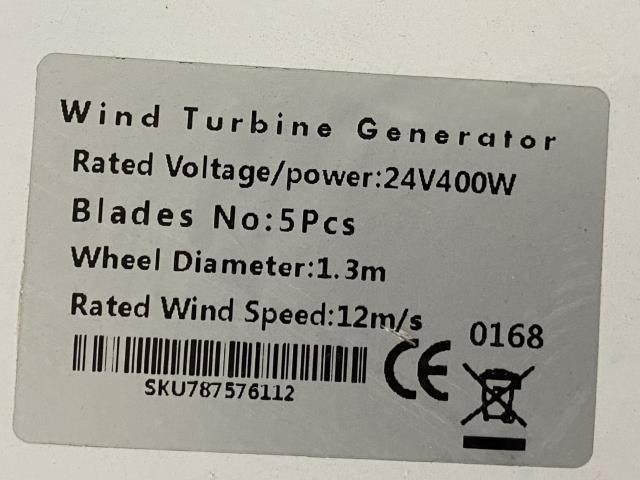 Wind Turbine Generator
Rated Voltage/power:24V400W
Blades No:5Pcs
Wheel Diameter:1.3m
Rated Wind Speed:12m/s
0168
CE
SKU787576112